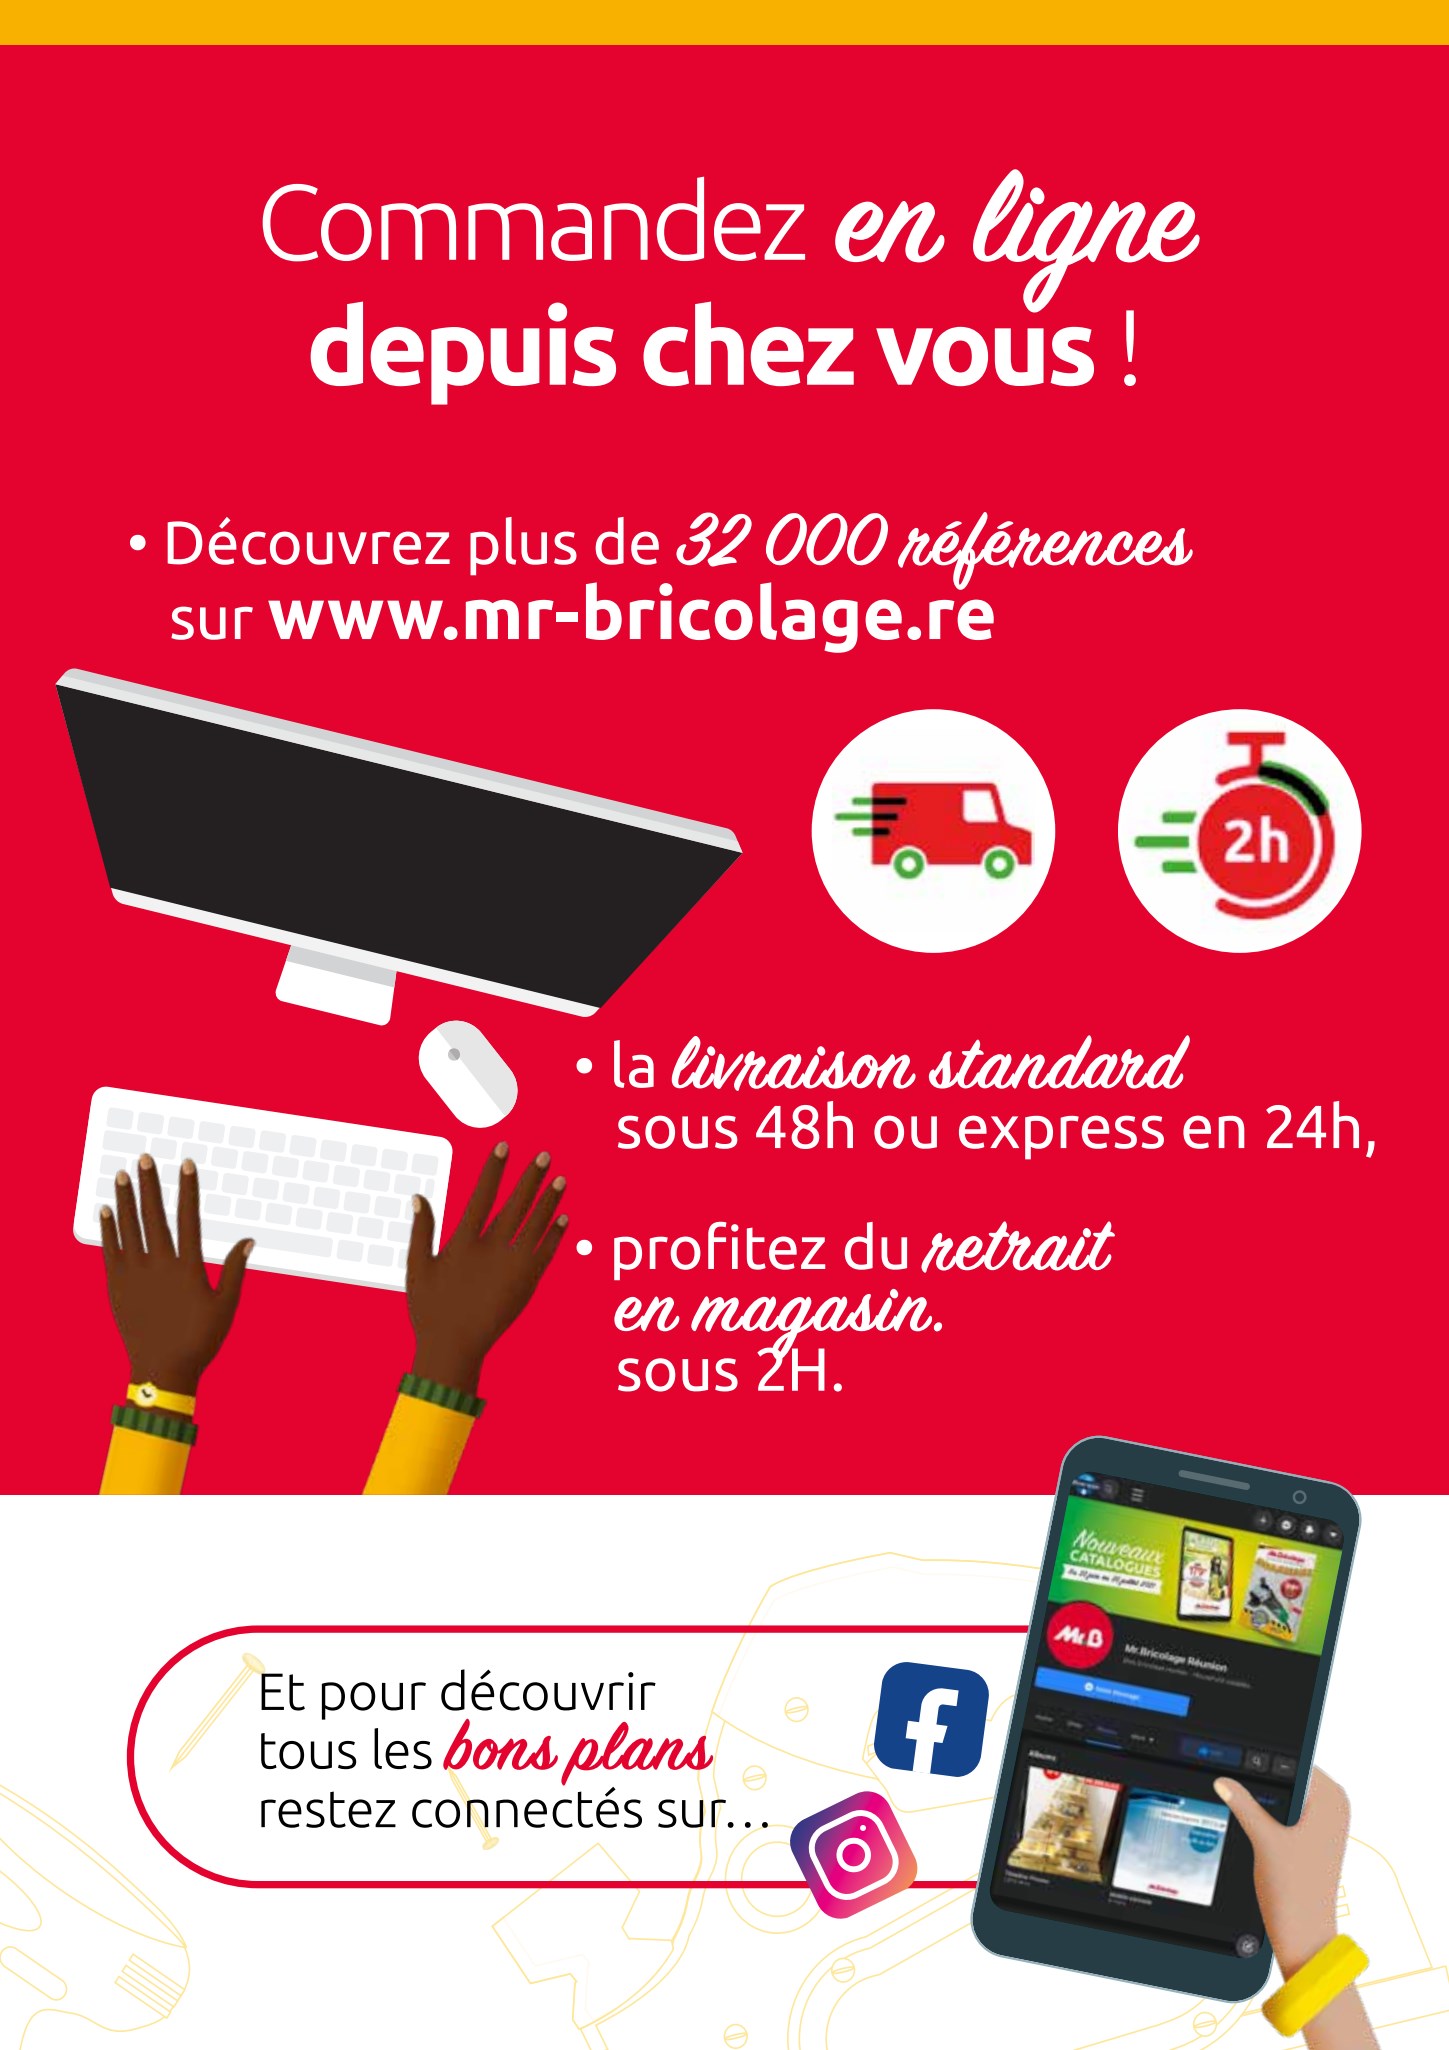 Commandez en ligne
depuis chez vous !
• Découvrez plus de 32 000 références
sur www.mr-bricolage.re
2h
• la livraison standard
sous 48h ou express en 24h,
• profitez du retrait
en magasin.
sous 2H.
Nouveaux
CATALOGUES
Mr.B
Mr.Bricolage Réunion
Albums
Et pour découvrir
tous les bons plans
restez connectés sur...